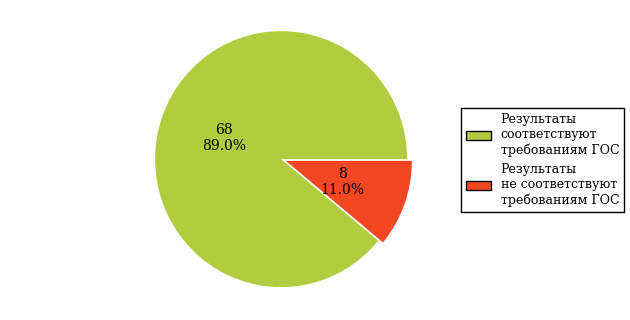 68
89.0%
8
11.0%
Результаты
соответствуют
требованиям ГОС
Результаты
не соответствуют
требованиям ГОС